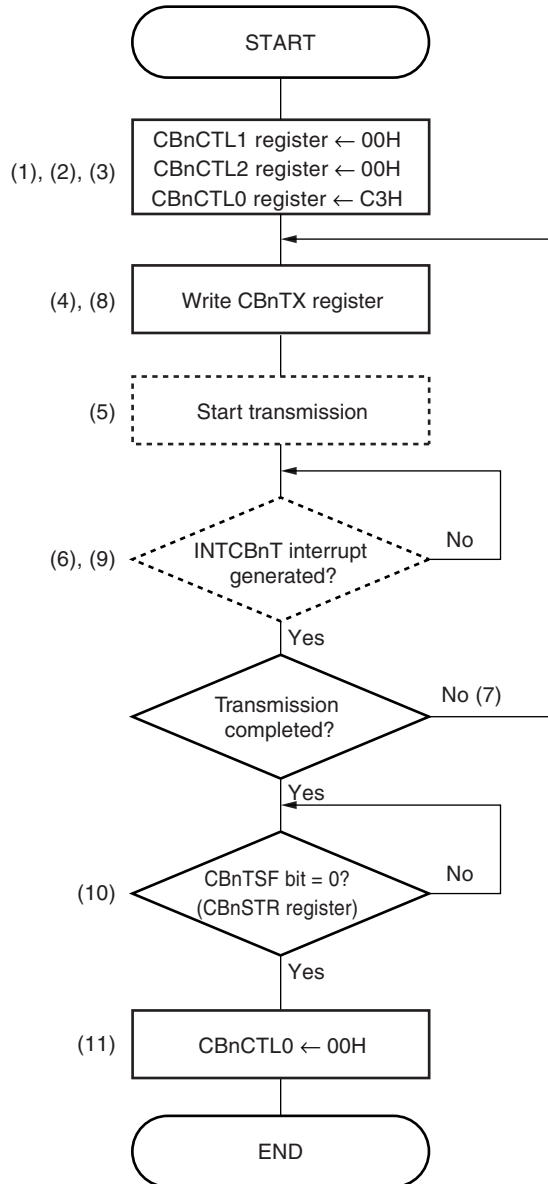 START
(1), (2), (3)
CBnCTL1 register ← 00H
CBnCTL2 register ← 00H
CBnCTL0 register ← C3H
(4), (8)
Write CBnTX register
(5)
Start transmission
(6), (9)
INTCBnT interrupt
generated?
No
Yes
Transmission
completed?
No (7)
Yes
(10)
CBnTSF bit = 0?
(CBnSTR register)
No
Yes
(11)
CBnCTL0 ← 00H
END